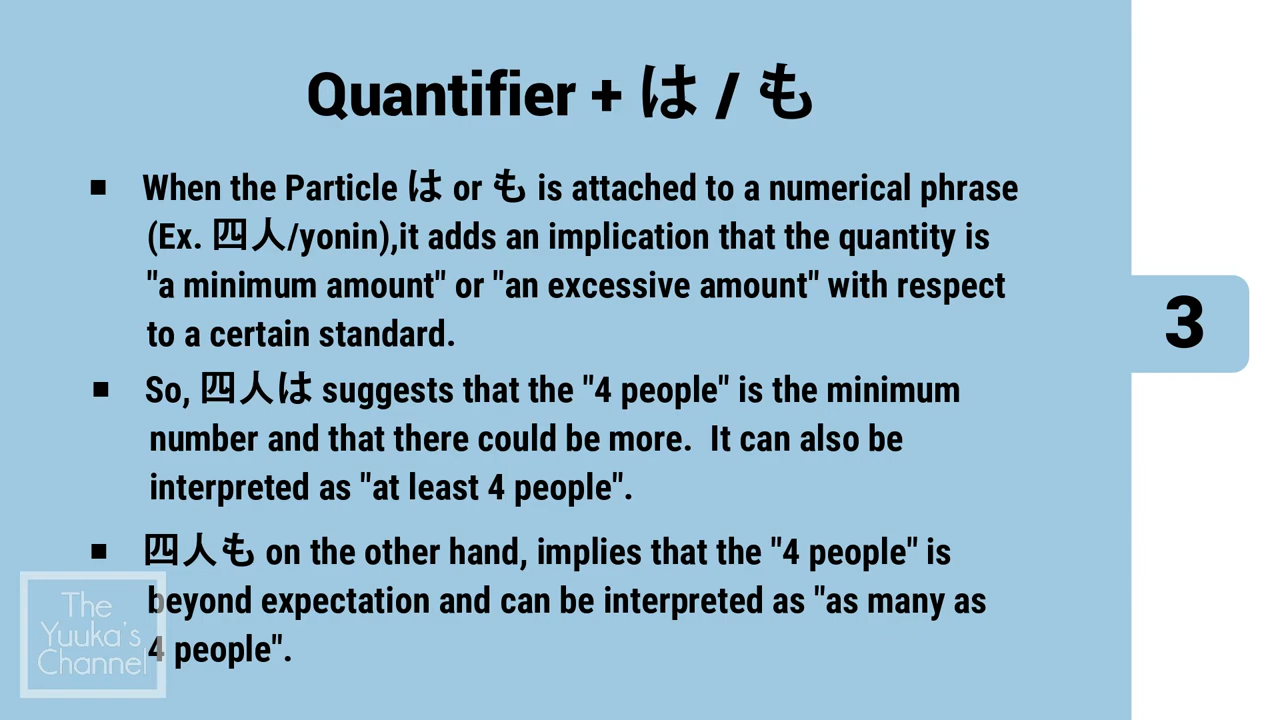 Quantifier + は / も
■ When the Particle は or も is attached to a numerical phrase
(Ex. 四人/yonin),it adds an implication that the quantity is
"a minimum amount" or "an excessive amount" with respect
to a certain standard.
■ So, 四人は suggests that the "4 people" is the minimum
number and that there could be more.  It can also be
interpreted as "at least 4 people".
■ 四人も on the other hand, implies that the "4 people" is
beyond expectation and can be interpreted as "as many as
4 people".
3
The
Yuuka's
Channel